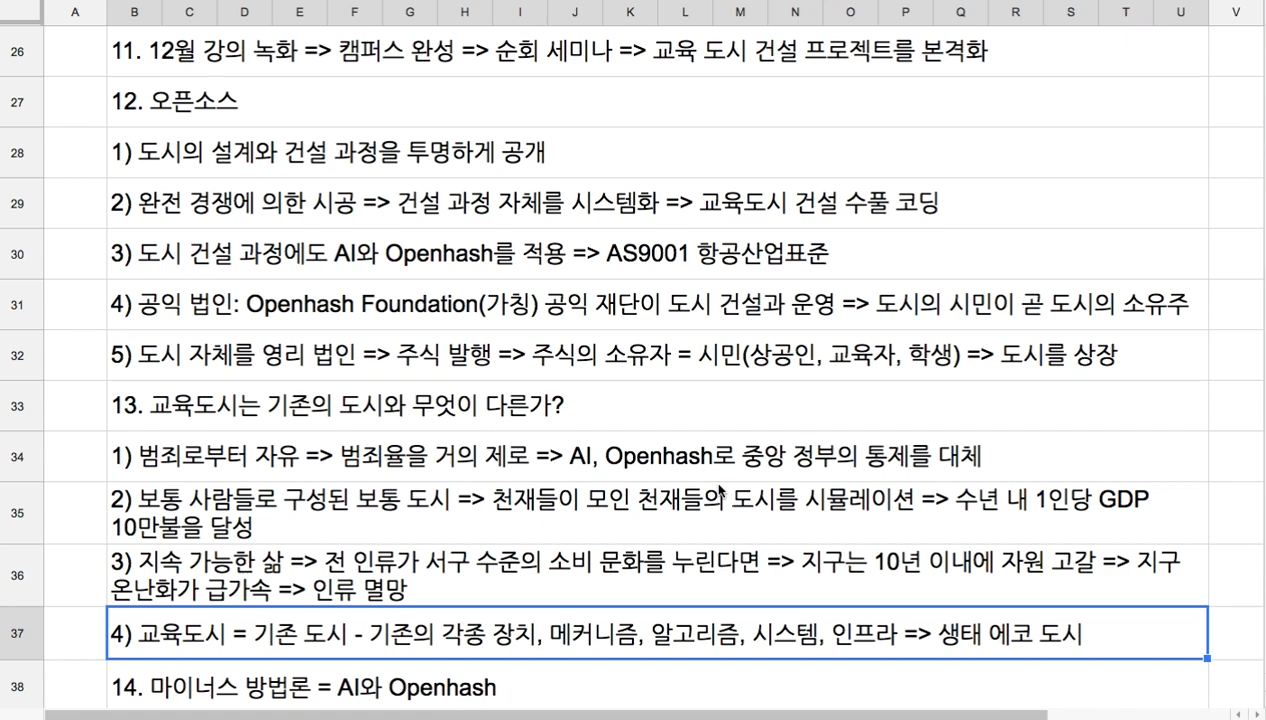 A B C D E F G H I J K L M N O P Q R S T U V
26 11. 12월 강의 녹화 => 캠퍼스 완성 => 순회 세미나 => 교육 도시 건설 프로젝트를 본격화
27 12. 오픈소스
28 1) 도시의 설계와 건설 과정을 투명하게 공개
29 2) 완전 경쟁에 의한 시공 => 건설 과정 자체를 시스템화 => 교육도시 건설 수풀 코딩
30 3) 도시 건설 과정에도 AI와 Openhash를 적용 => AS9001 항공산업표준
31 4) 공익 법인: Openhash Foundation(가칭) 공익 재단이 도시 건설과 운영 => 도시의 시민이 곧 도시의 소유주
32 5) 도시 자체를 영리 법인 => 주식 발행 => 주식의 소유자 = 시민(상공인, 교육자, 학생) => 도시를 상장
33 13. 교육도시는 기존의 도시와 무엇이 다른가?
34 1) 범죄로부터 자유 => 범죄율을 거의 제로 => AI, Openhash로 중앙 정부의 통제를 대체
35 2) 보통 사람들로 구성된 보통 도시 => 천재들이 모인 천재들의 도시를 시뮬레이션 => 수년 내 1인당 GDP
10만불을 달성
36 3) 지속 가능한 삶 => 전 인류가 서구 수준의 소비 문화를 누린다면 => 지구는 10년 이내에 자원 고갈 => 지구
온난화가 급가속 => 인류 멸망
37 4) 교육도시 = 기존 도시 - 기존의 각종 장치, 메커니즘, 알고리즘, 시스템, 인프라 => 생태 에코 도시
38 14. 마이너스 방법론 = AI와 Openhash